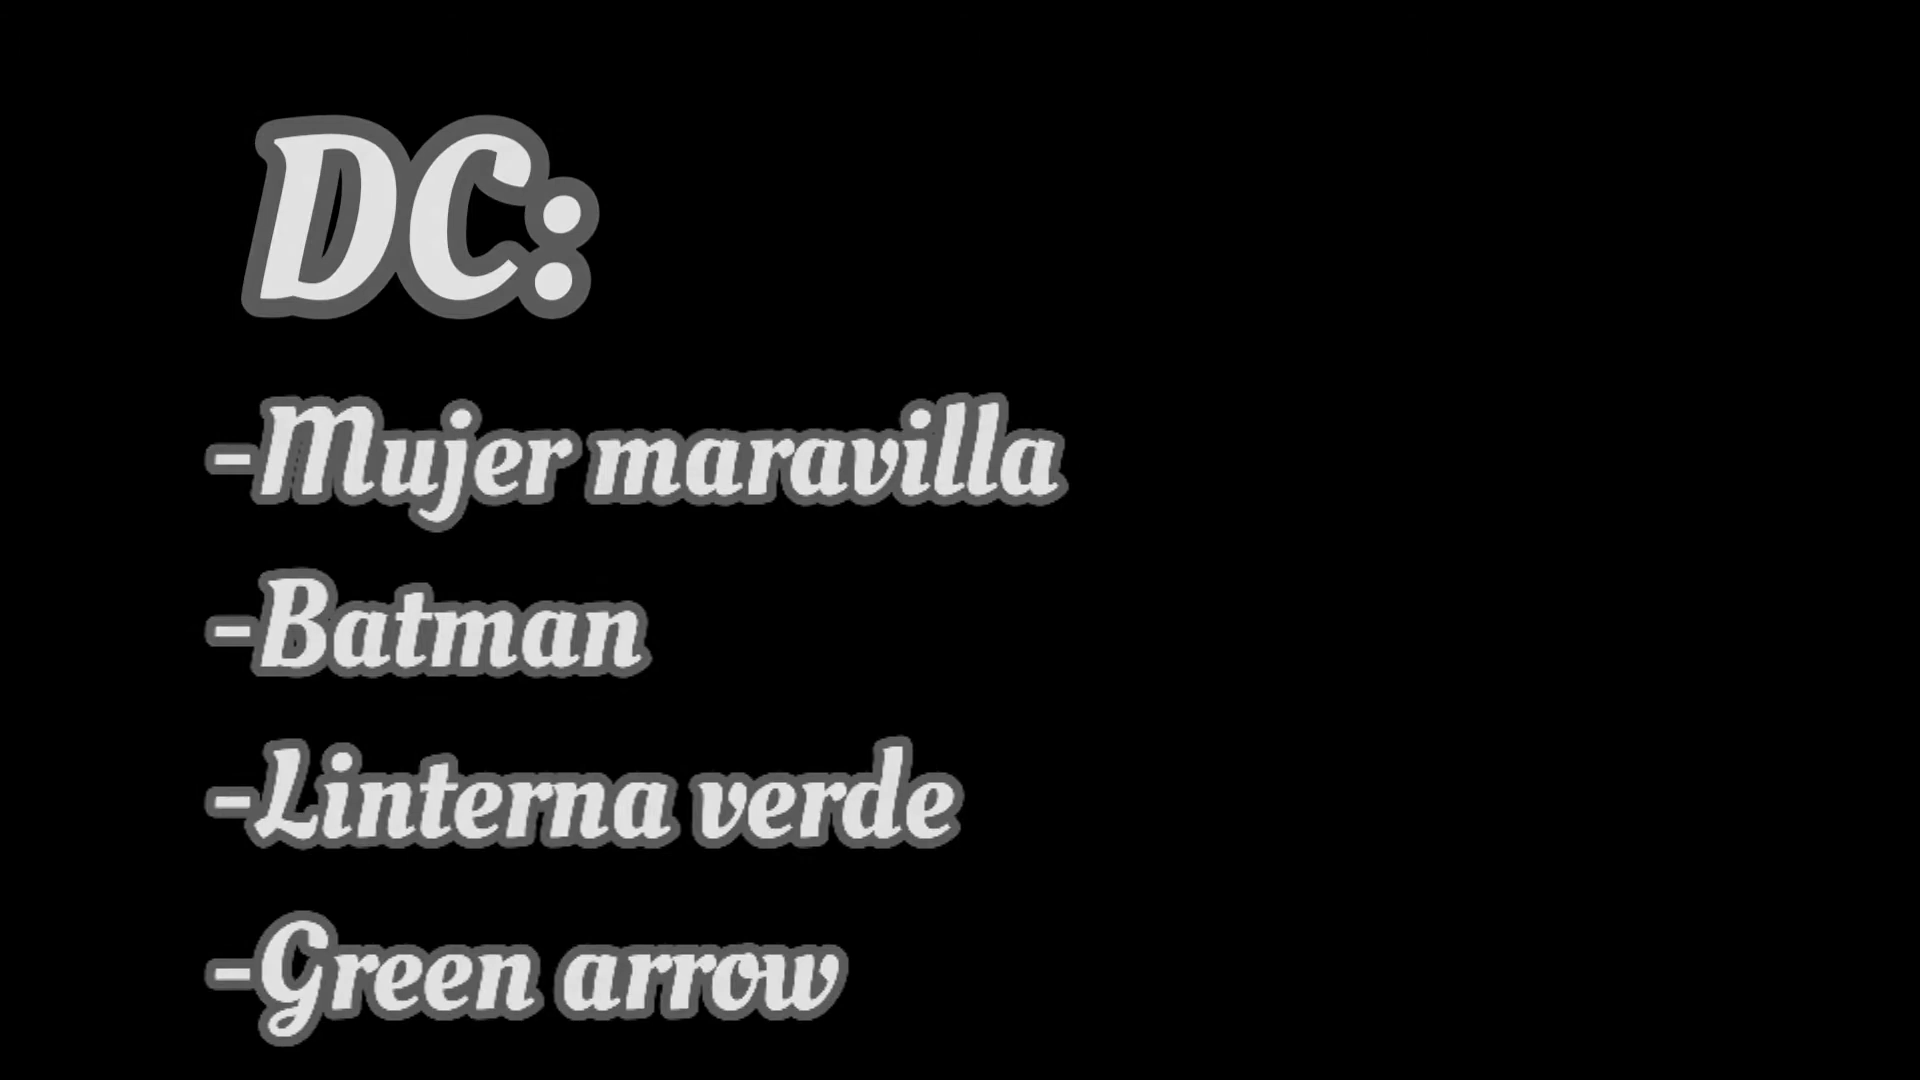 DC:
-Mujer maravilla
-Batman
-Linterna verde
-Green arrow